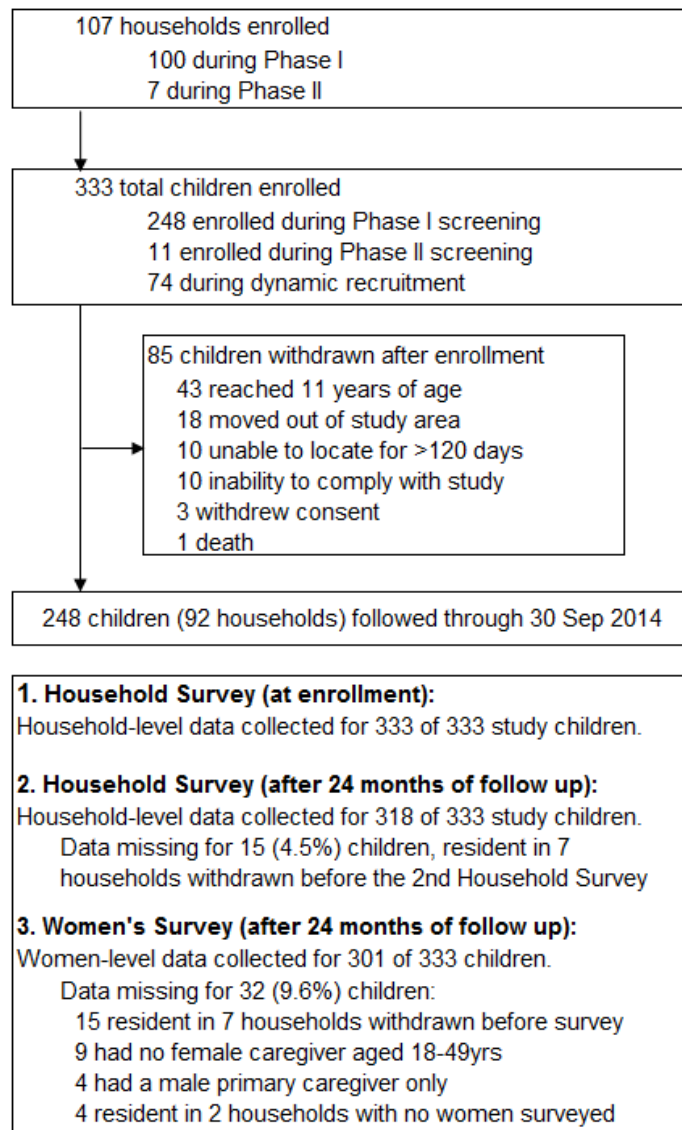 107 households enrolled
100 during Phase I
7 during Phase II
333 total children enrolled
248 enrolled during Phase I screening
11 enrolled during Phase II screening
74 during dynamic recruitment
85 children withdrawn after enrollment
43 reached 11 years of age
18 moved out of study area
10 unable to locate for >120 days
10 inability to comply with study
3 withdrew consent
1 death
248 children (92 households) followed through 30 Sep 2014
1. Household Survey (at enrollment):
Household-level data collected for 333 of 333 study children.
2. Household Survey (after 24 months of follow up):
Household-level data collected for 318 of 333 study children.
Data missing for 15 (4.5%) children, resident in 7
households withdrawn before the 2nd Household Survey
3. Women's Survey (after 24 months of follow up):
Women-level data collected for 301 of 333 children.
Data missing for 32 (9.6%) children:
15 resident in 7 households withdrawn before survey
9 had no female caregiver aged 18-49yrs
4 had a male primary caregiver only
4 resident in 2 households with no women surveyed